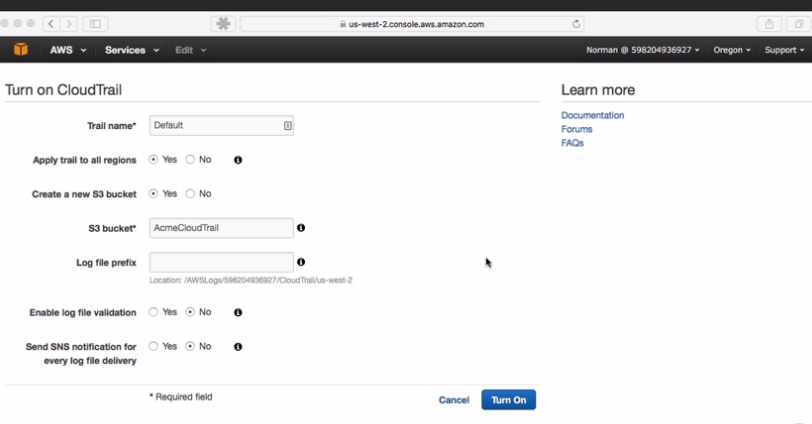 us-west-2.console.aws.amazon.com
AWS Services Edit Norman @ 598204936927 Oregon Support
Turn on CloudTrail
Learn more
Documentation
Forums
FAQs
Trail name* Default
Apply trail to all regions Yes No
Create a new S3 bucket Yes No
S3 bucket* AcmeCloudTrail
Log file prefix
Location: /AWSLogs/598204936927/CloudTrail/us-west-2
Enable log file validation Yes No
Send SNS notification for Yes No
every log file delivery
* Required field
Cancel Turn On